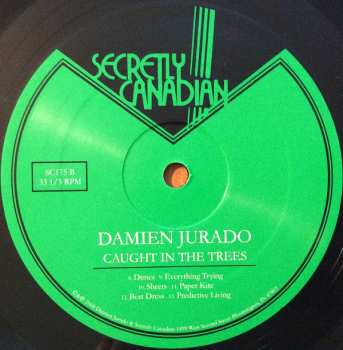 SECRETLY
CANADIAN
SC175 B
33 1/3 RPM
DAMIEN JURADO
CAUGHT IN THE TREES
8. Dimes 9. Everything Trying
10. Sheets 11. Paper Kite
12. Best Dress 13. Predictive Living